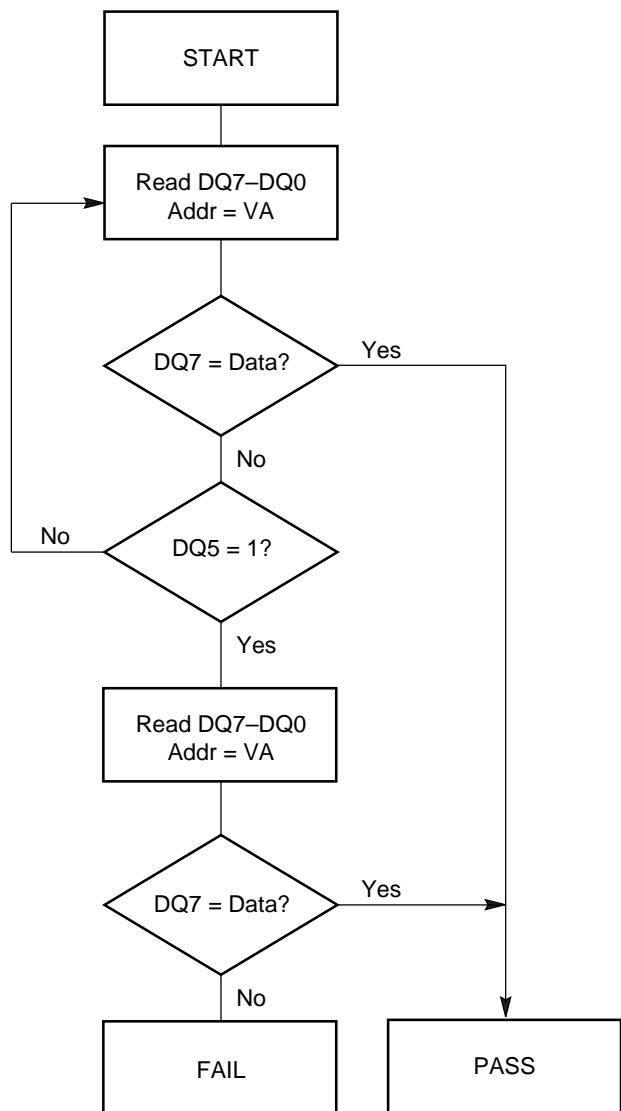 START
Read DQ7–DQ0
Addr = VA
DQ7 = Data?
Yes
No
No
DQ5 = 1?
Yes
Read DQ7–DQ0
Addr = VA
DQ7 = Data?
Yes
No
FAIL
PASS